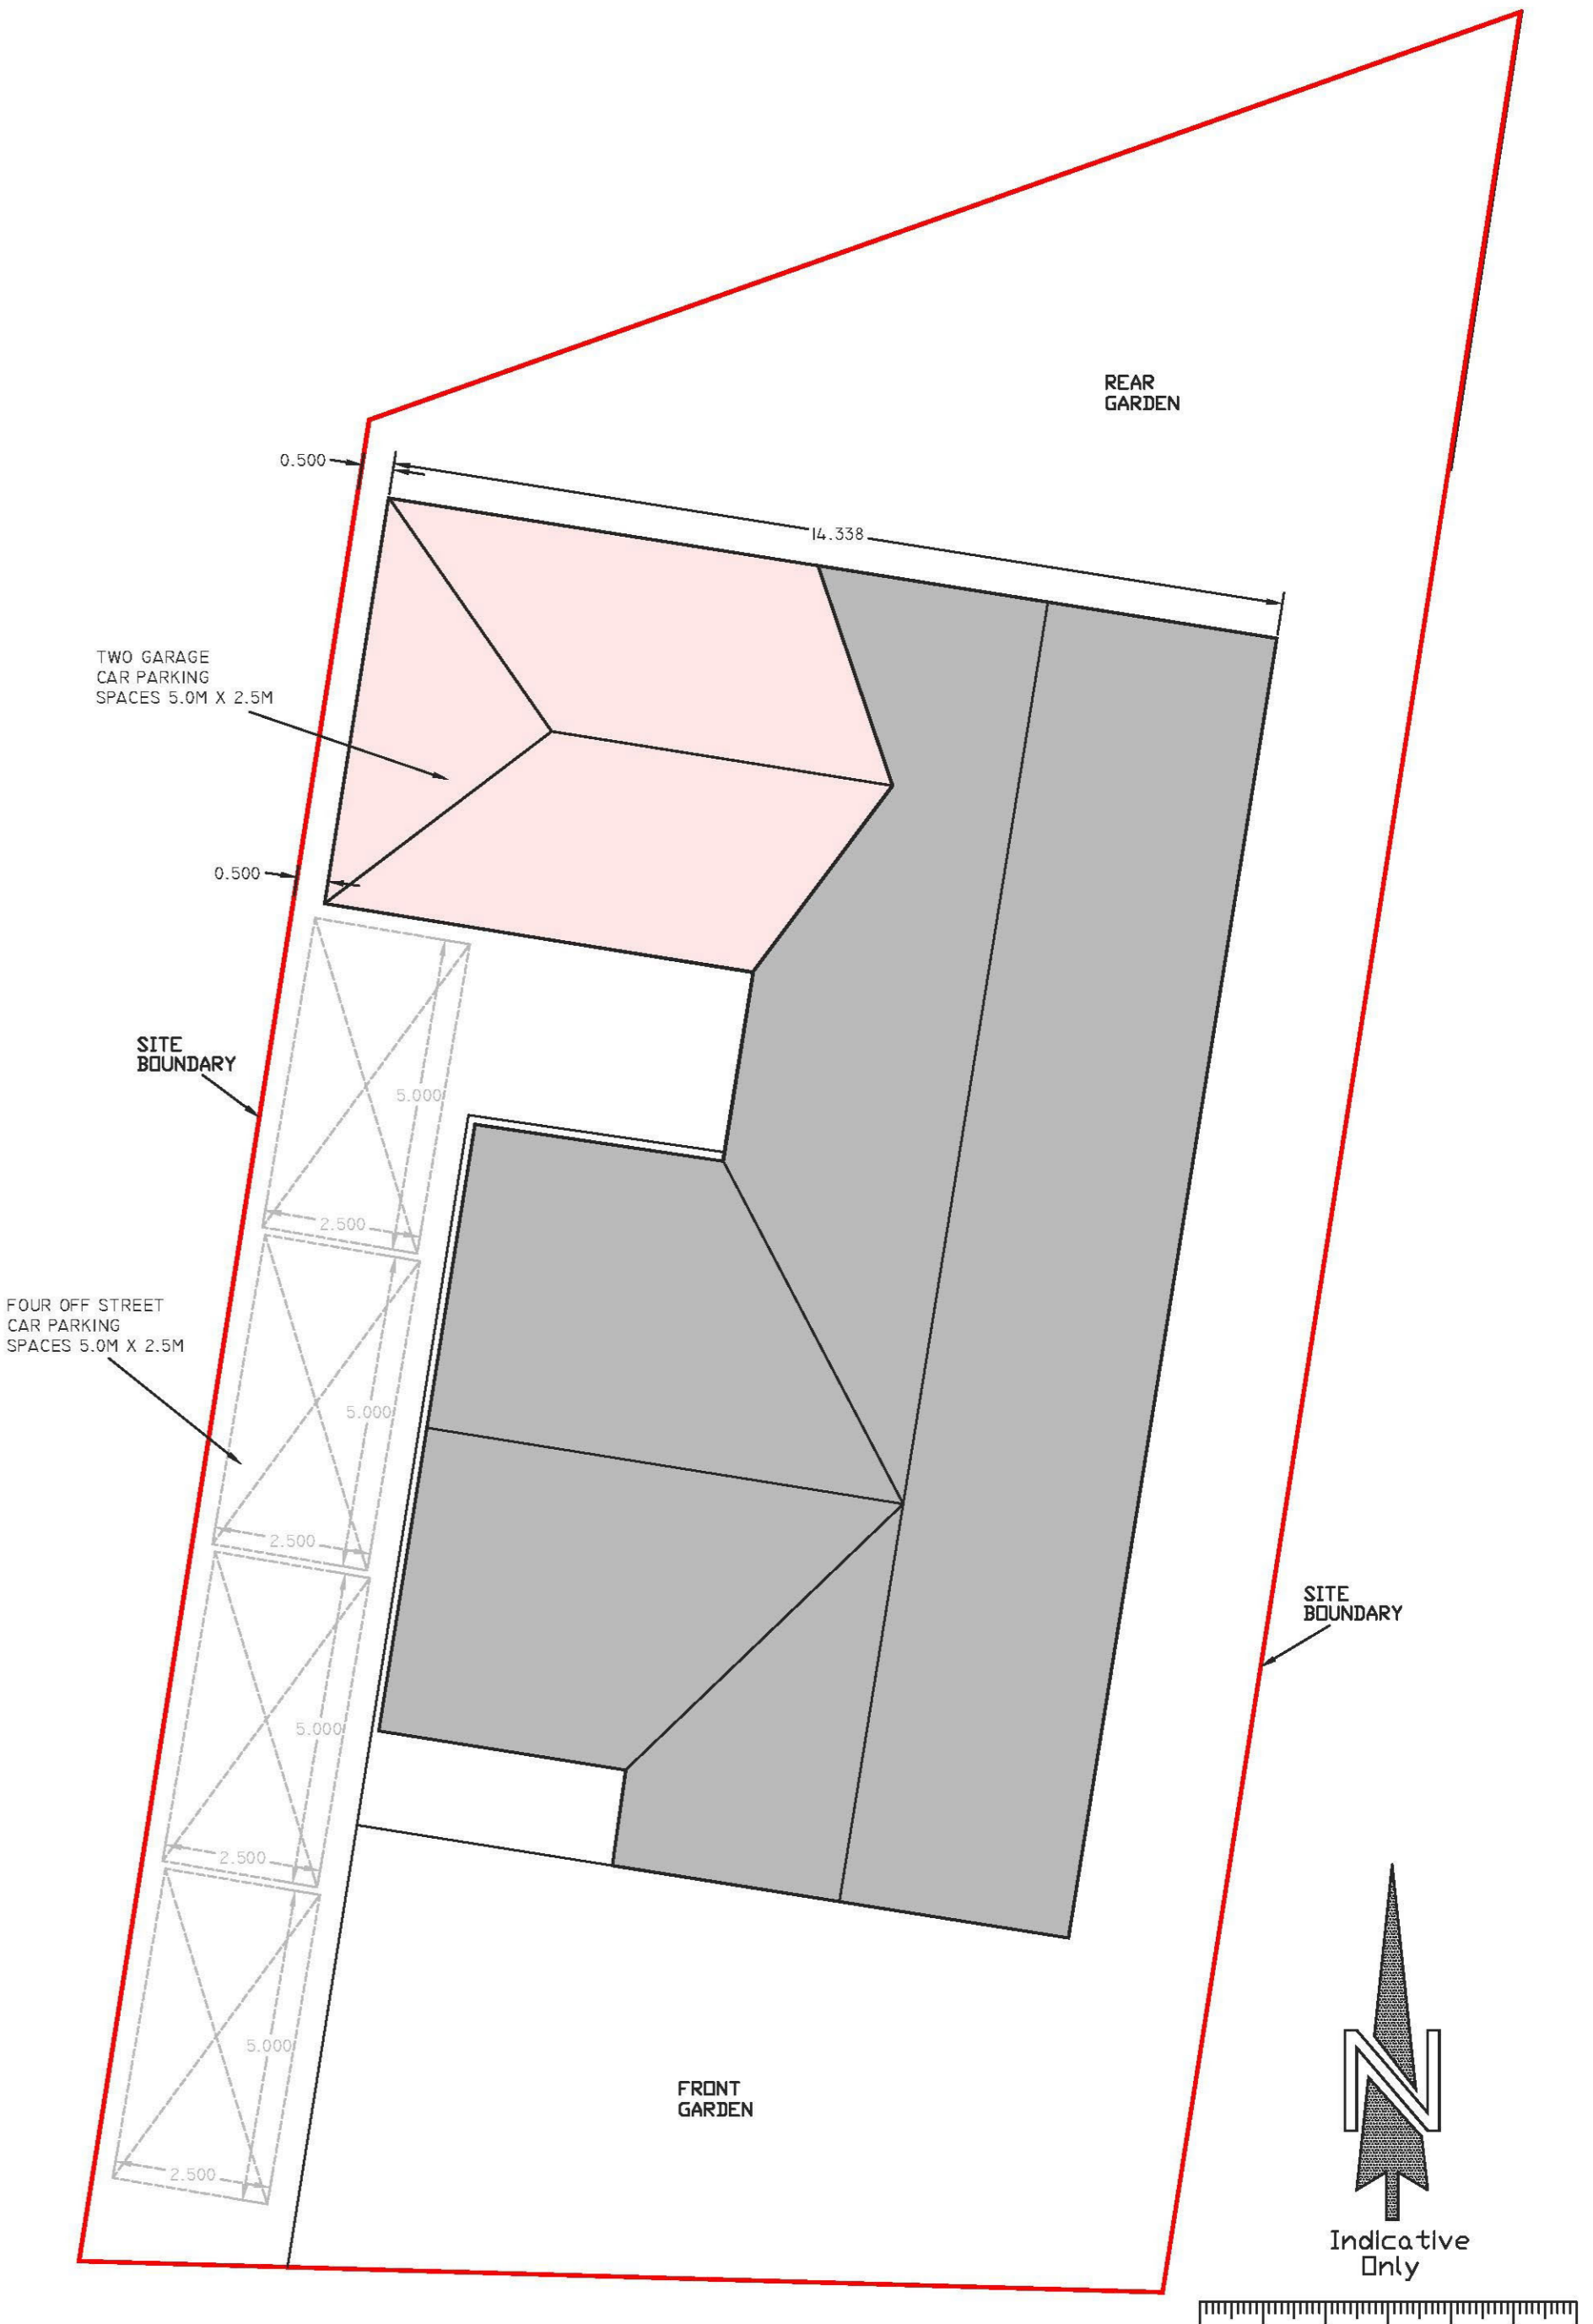 REAR
GARDEN
0.500
14.338
TWO GARAGE
CAR PARKING
SPACES 5.0M X 2.5M
0.500
SITE
BOUNDARY
5.000
2.500
FOUR OFF STREET
CAR PARKING
SPACES 5.0M X 2.5M
5.000
2.500
SITE
BOUNDARY
5.000
2.500
5.000
FRONT
GARDEN
2.500
N
Indicative
Only